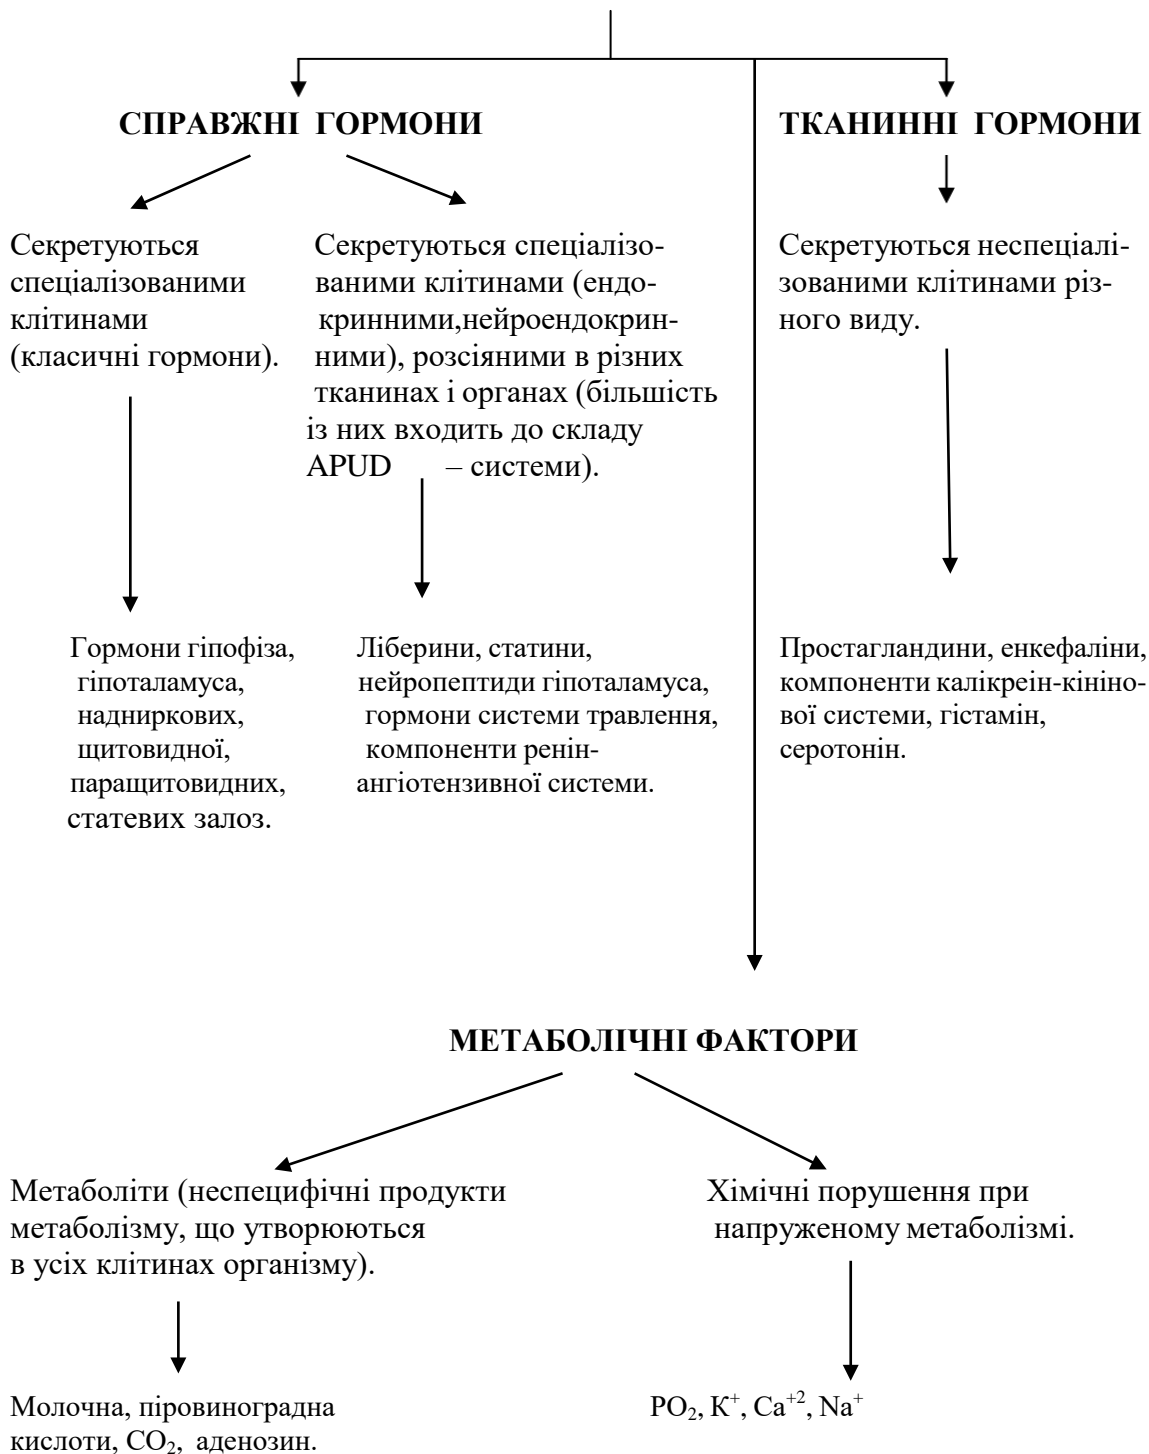 СПРАВЖНІ ГОРМОНИ
ТКАНИННІ ГОРМОНИ
Секретуються
спеціалізованими
клітинами
(класичні гормони).
Секретуються спеціалізо-
ваними клітинами (ендо-
кринними,нейроендокрин-
ними), розсіяними в різних
тканинах і органах (більшість
із них входить до складу
APUD – системи).
Секретуються неспеціалі-
зованими клітинами різ-
ного виду.
Гормони гіпофіза,
гіпоталамуса,
надниркових,
щитовидної,
паращитовидних,
статевих залоз.
Ліберини, статини,
нейропептиди гіпоталамуса,
гормони системи травлення,
компоненти ренін-
ангіотензивної системи.
Простагландини, енкефаліни,
компоненти калікреін-кініно-
вої системи, гістамін,
серотонін.
МЕТАБОЛІЧНІ ФАКТОРИ
Метаболіти (неспецифічні продукти
метаболізму, що утворюються
в усіх клітинах організму).
Хімічні порушення при
напруженому метаболізмі.
Молочна, піровиноградна
кислоти, CO₂, аденозин.
PO₂, K⁺, Ca⁺², Na⁺